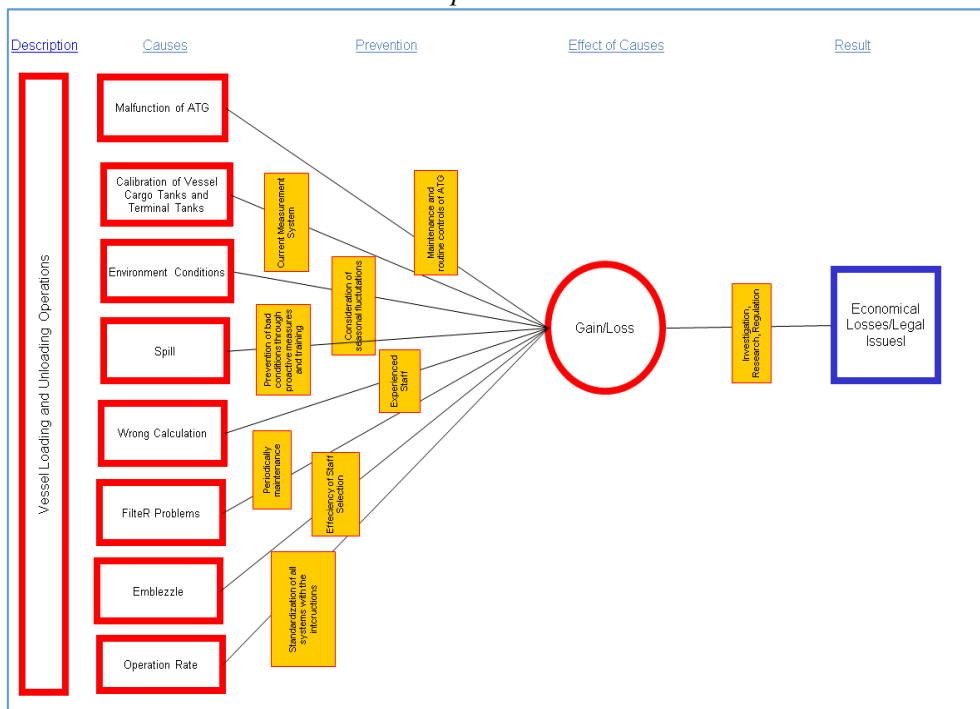 Description
Causes
Prevention
Effect of Causes
Result
Vessel Loading and Unloading Operations
Malfunction of ATG
Calibration of Vessel
Cargo Tanks and
Terminal Tanks
Environment Conditions
Spill
Wrong Calculation
FilteR Problems
Emblezzle
Operation Rate
Current Measurement
System
Maintenance and
routine controls of ATG
Consideration of
seasonal fluctutations
Prevention of bad
conditions through
proactive measures
and training
Experienced
Staff
Periodically
maintenance
Effeciency of Staff
Selection
Standardization of all
systems with the
intcructions
Gain/Loss
Investigation,
Research, Regulation
Economical
Losses/Legal
Issuesl